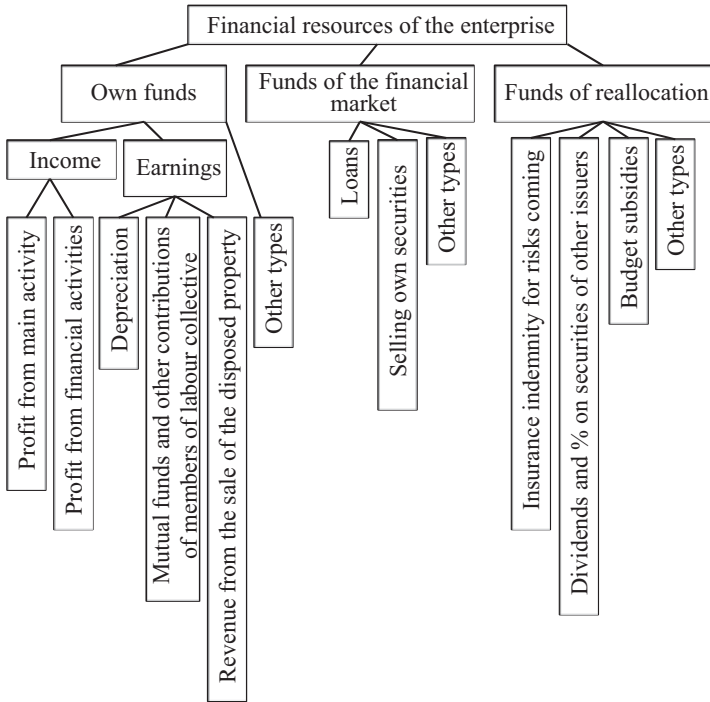 Financial resources of the enterprise
Own funds
Funds of the financial
market
Funds of reallocation
Income
Earnings
Profit from main activity
Profit from financial activities
Depreciation
Mutual funds and other contributions
of members of labour collective
Revenue from the sale of the disposed property
Other types
Loans
Selling own securities
Other types
Insurance indemnity for risks coming
Dividends and % on securities of other issuers
Budget subsidies
Other types